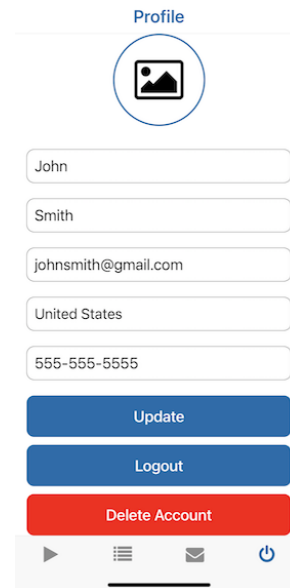 Profile
John
Smith
johnsmith@gmail.com
United States
555-555-5555
Update
Logout
Delete Account